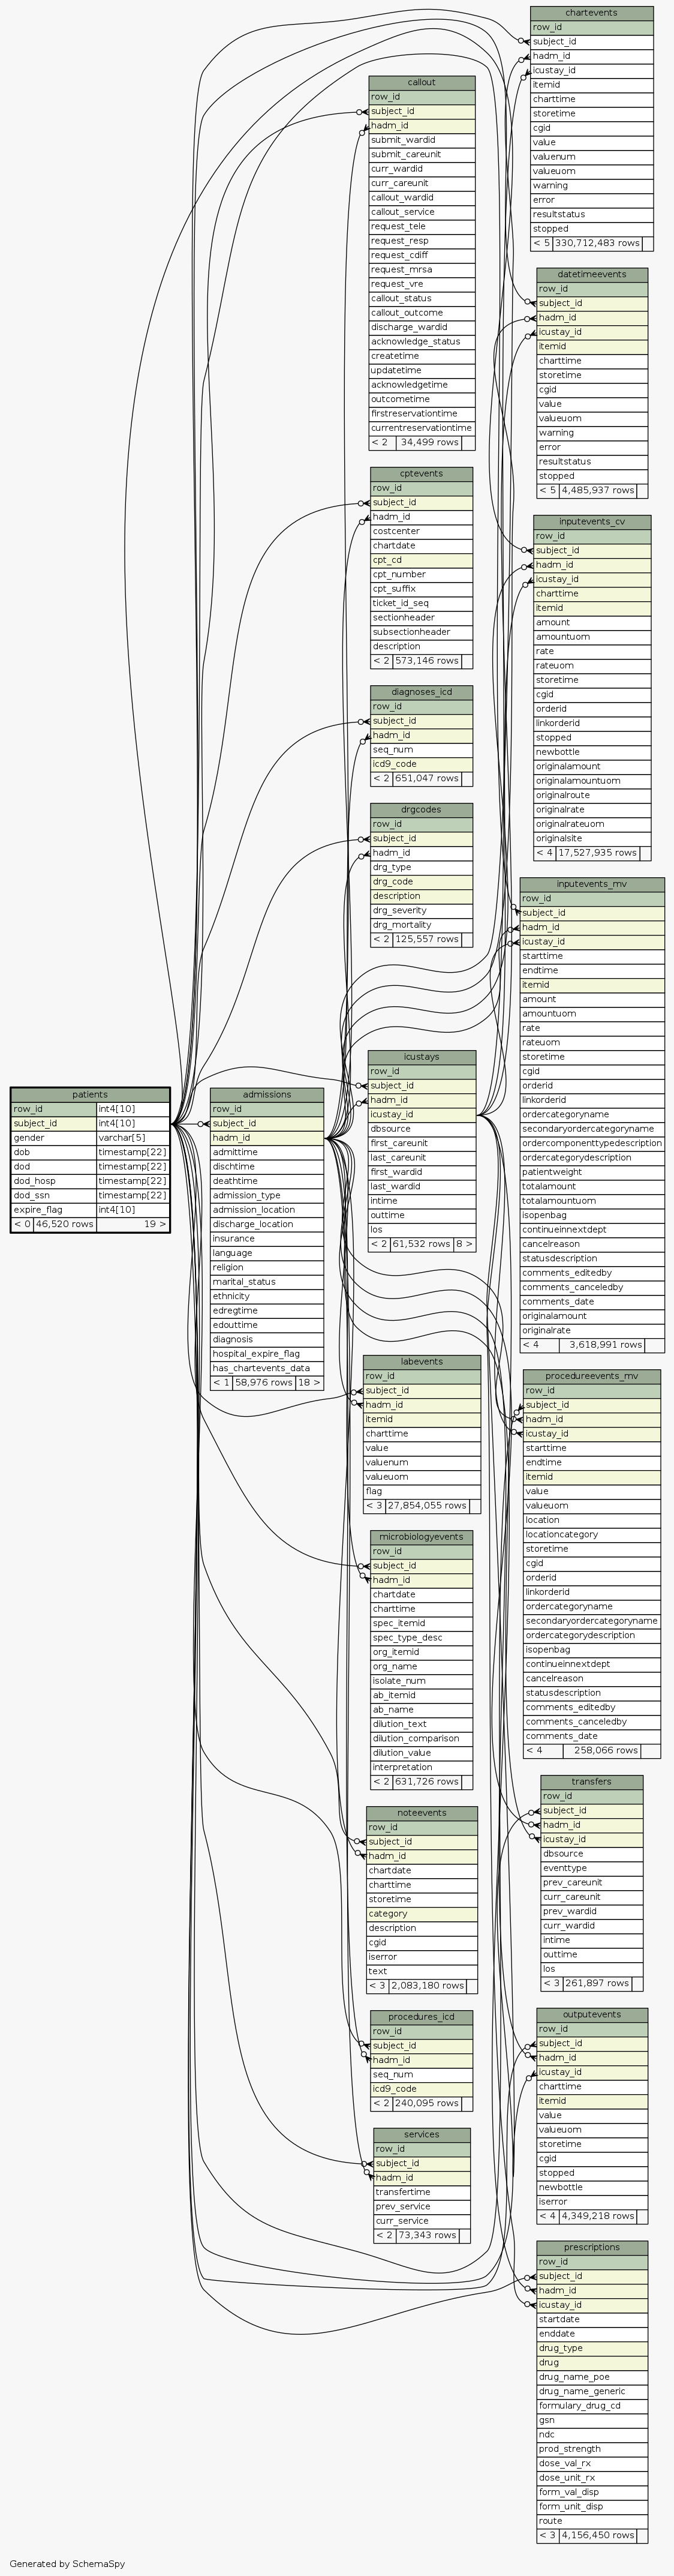 chartevents
row_id
subject_id
hadm_id
icustay_id
itemid
charttime
storetime
cgid
value
valuenum
valueuom
warning
error
resultstatus
stopped
< 5 330,712,483 rows
callout
row_id
subject_id
hadm_id
submit_wardid
submit_careunit
curr_wardid
curr_careunit
callout_wardid
callout_service
request_tele
request_resp
request_cdiff
request_mrsa
request_vre
callout_status
callout_outcome
discharge_wardid
acknowledge_status
createtime
updatetime
acknowledgetime
outcometime
firstreservationtime
currentreservationtime
< 2 34,499 rows
datetimeevents
row_id
subject_id
hadm_id
icustay_id
itemid
charttime
storetime
cgid
value
valueuom
warning
error
resultstatus
stopped
< 5 4,485,937 rows
cptevents
row_id
subject_id
hadm_id
costcenter
chartdate
cpt_cd
cpt_number
cpt_suffix
ticket_id_seq
sectionheader
subsectionheader
description
< 2 573,146 rows
inputevents_cv
row_id
subject_id
hadm_id
icustay_id
charttime
itemid
amount
amountuom
rate
rateuom
storetime
cgid
orderid
linkorderid
stopped
newbottle
originalamount
originalamountuom
originalroute
originalrate
originalrateuom
originalsite
< 4 17,527,935 rows
diagnoses_icd
row_id
subject_id
hadm_id
seq_num
icd9_code
< 2 651,047 rows
drgcodes
row_id
subject_id
hadm_id
drg_type
drg_code
description
drg_severity
drg_mortality
< 2 125,557 rows
inputevents_mv
row_id
subject_id
hadm_id
icustay_id
starttime
endtime
itemid
amount
amountuom
rate
rateuom
storetime
cgid
orderid
linkorderid
ordercategoryname
secondaryordercategoryname
ordercomponenttypedescription
ordercategorydescription
patientweight
totalamount
totalamountuom
isopenbag
continueinnextdept
cancelreason
statusdescription
comments_editedby
comments_canceledby
comments_date
originalamount
originalrate
< 4 3,618,991 rows
icustays
row_id
subject_id
hadm_id
icustay_id
dbsource
first_careunit
last_careunit
first_wardid
last_wardid
intime
outtime
los
< 2 61,532 rows 8 >
patients
row_id int4[10]
subject_id int4[10]
gender varchar[5]
dob timestamp[22]
dod timestamp[22]
dod_hosp timestamp[22]
dod_ssn timestamp[22]
expire_flag int4[10]
< 0 46,520 rows 19 >
admissions
row_id
subject_id
hadm_id
admittime
dischtime
deathtime
admission_type
admission_location
discharge_location
insurance
language
religion
marital_status
ethnicity
edregtime
edouttime
diagnosis
hospital_expire_flag
has_chartevents_data
< 1 58,976 rows 18 >
labevents
row_id
subject_id
hadm_id
itemid
charttime
value
valuenum
valueuom
flag
< 3 27,854,055 rows
procedureevents_mv
row_id
subject_id
hadm_id
icustay_id
starttime
endtime
itemid
value
valueuom
location
locationcategory
storetime
cgid
orderid
linkorderid
ordercategoryname
secondaryordercategoryname
ordercategorydescription
isopenbag
continueinnextdept
cancelreason
statusdescription
comments_editedby
comments_canceledby
comments_date
< 4 258,066 rows
microbiologyevents
row_id
subject_id
hadm_id
chartdate
charttime
spec_itemid
spec_type_desc
org_itemid
org_name
isolate_num
ab_itemid
ab_name
dilution_text
dilution_comparison
dilution_value
interpretation
< 2 631,726 rows
transfers
row_id
subject_id
hadm_id
icustay_id
dbsource
eventtype
prev_careunit
curr_careunit
prev_wardid
curr_wardid
intime
outtime
los
< 3 261,897 rows
noteevents
row_id
subject_id
hadm_id
chartdate
charttime
storetime
category
description
cgid
iserror
text
< 3 2,083,180 rows
outputevents
row_id
subject_id
hadm_id
icustay_id
charttime
itemid
value
valueuom
storetime
cgid
stopped
newbottle
iserror
< 4 4,349,218 rows
procedures_icd
row_id
subject_id
hadm_id
seq_num
icd9_code
< 2 240,095 rows
services
row_id
subject_id
hadm_id
transfertime
prev_service
curr_service
< 2 73,343 rows
prescriptions
row_id
subject_id
hadm_id
icustay_id
startdate
enddate
drug_type
drug
drug_name_poe
drug_name_generic
formulary_drug_cd
gsn
ndc
prod_strength
dose_val_rx
dose_unit_rx
form_val_disp
form_unit_disp
route
< 3 4,156,450 rows
Generated by SchemaSpy